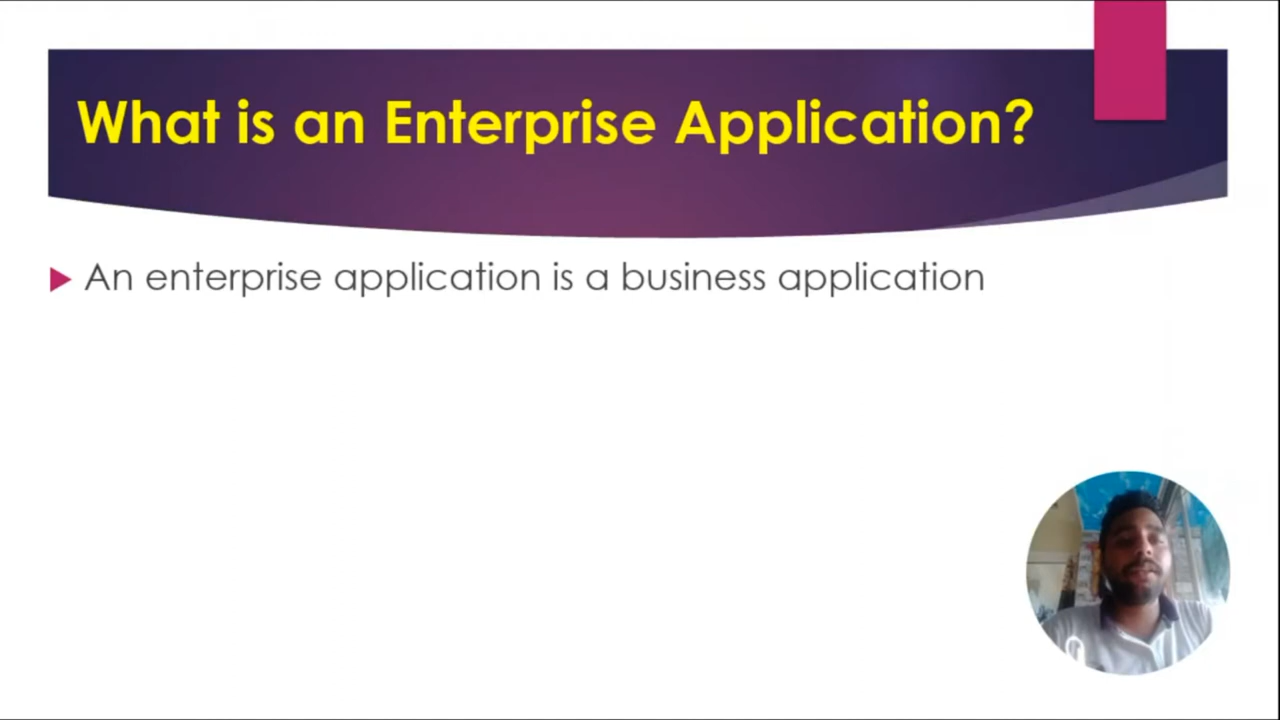 What is an Enterprise Application?
An enterprise application is a business application